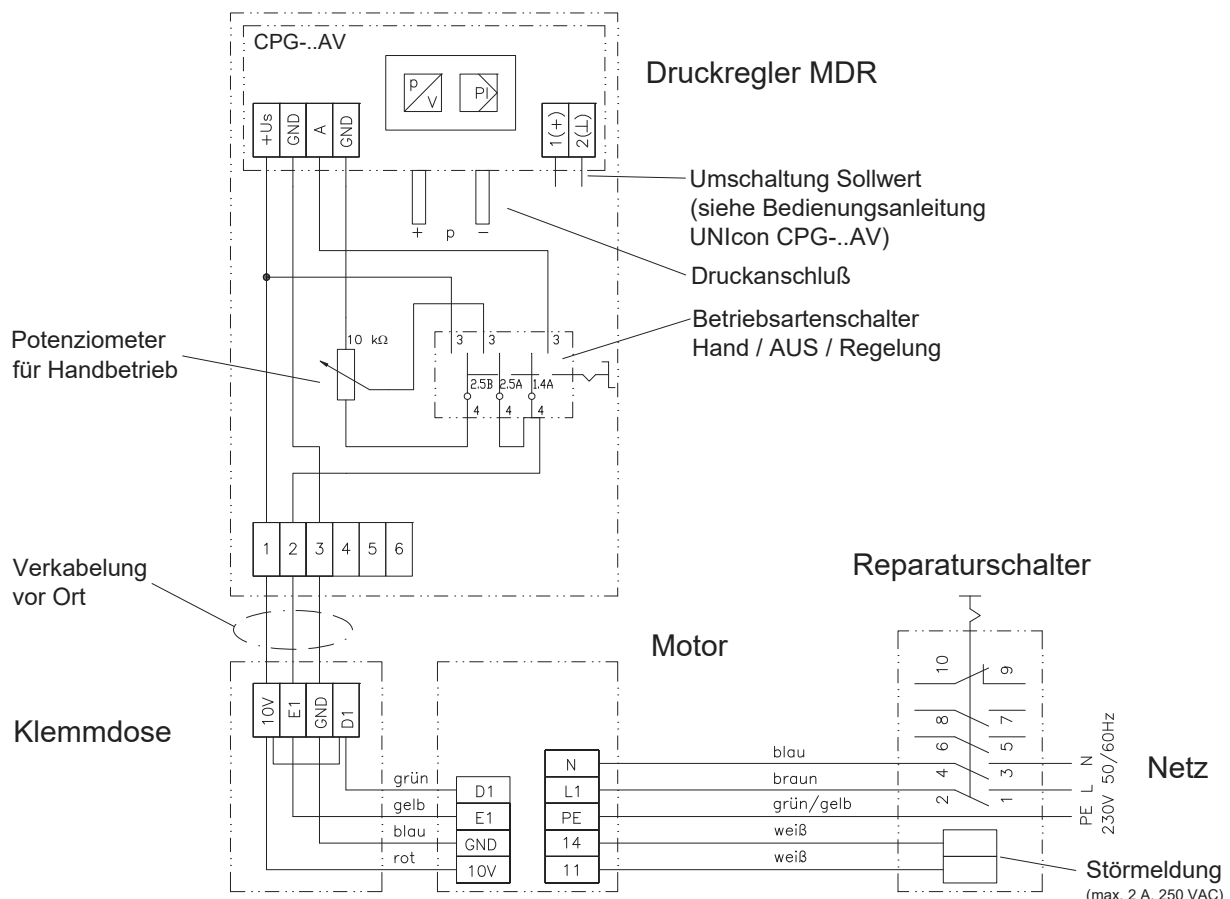 CPG-..AV
Druckregler MDR
p
V
PI
+Us
GND
A
GND
1(+)
2(⊥)
+ p -
Umschaltung Sollwert
(siehe Bedienungsanleitung
UNIcon CPG-..AV)
Druckanschluß
Betriebsartenschalter
Hand / AUS / Regelung
Potenziometer
für Handbetrieb
10 kΩ
3 3 3
2.5B 2.5A 1.4A
4 4 4
1 2 3 4 5 6
Verkabelung
vor Ort
Reparaturschalter
Motor
Klemmdose
10V
E1
GND
D1
grün
gelb
blau
rot
D1
E1
GND
10V
N
L1
PE
14
11
blau
braun
grün/gelb
weiß
weiß
10 9
8 7
6 5
4 3
2 1
PE L N
230V 50/60Hz
Netz
Störmeldung
(max. 2 A, 250 VAC)